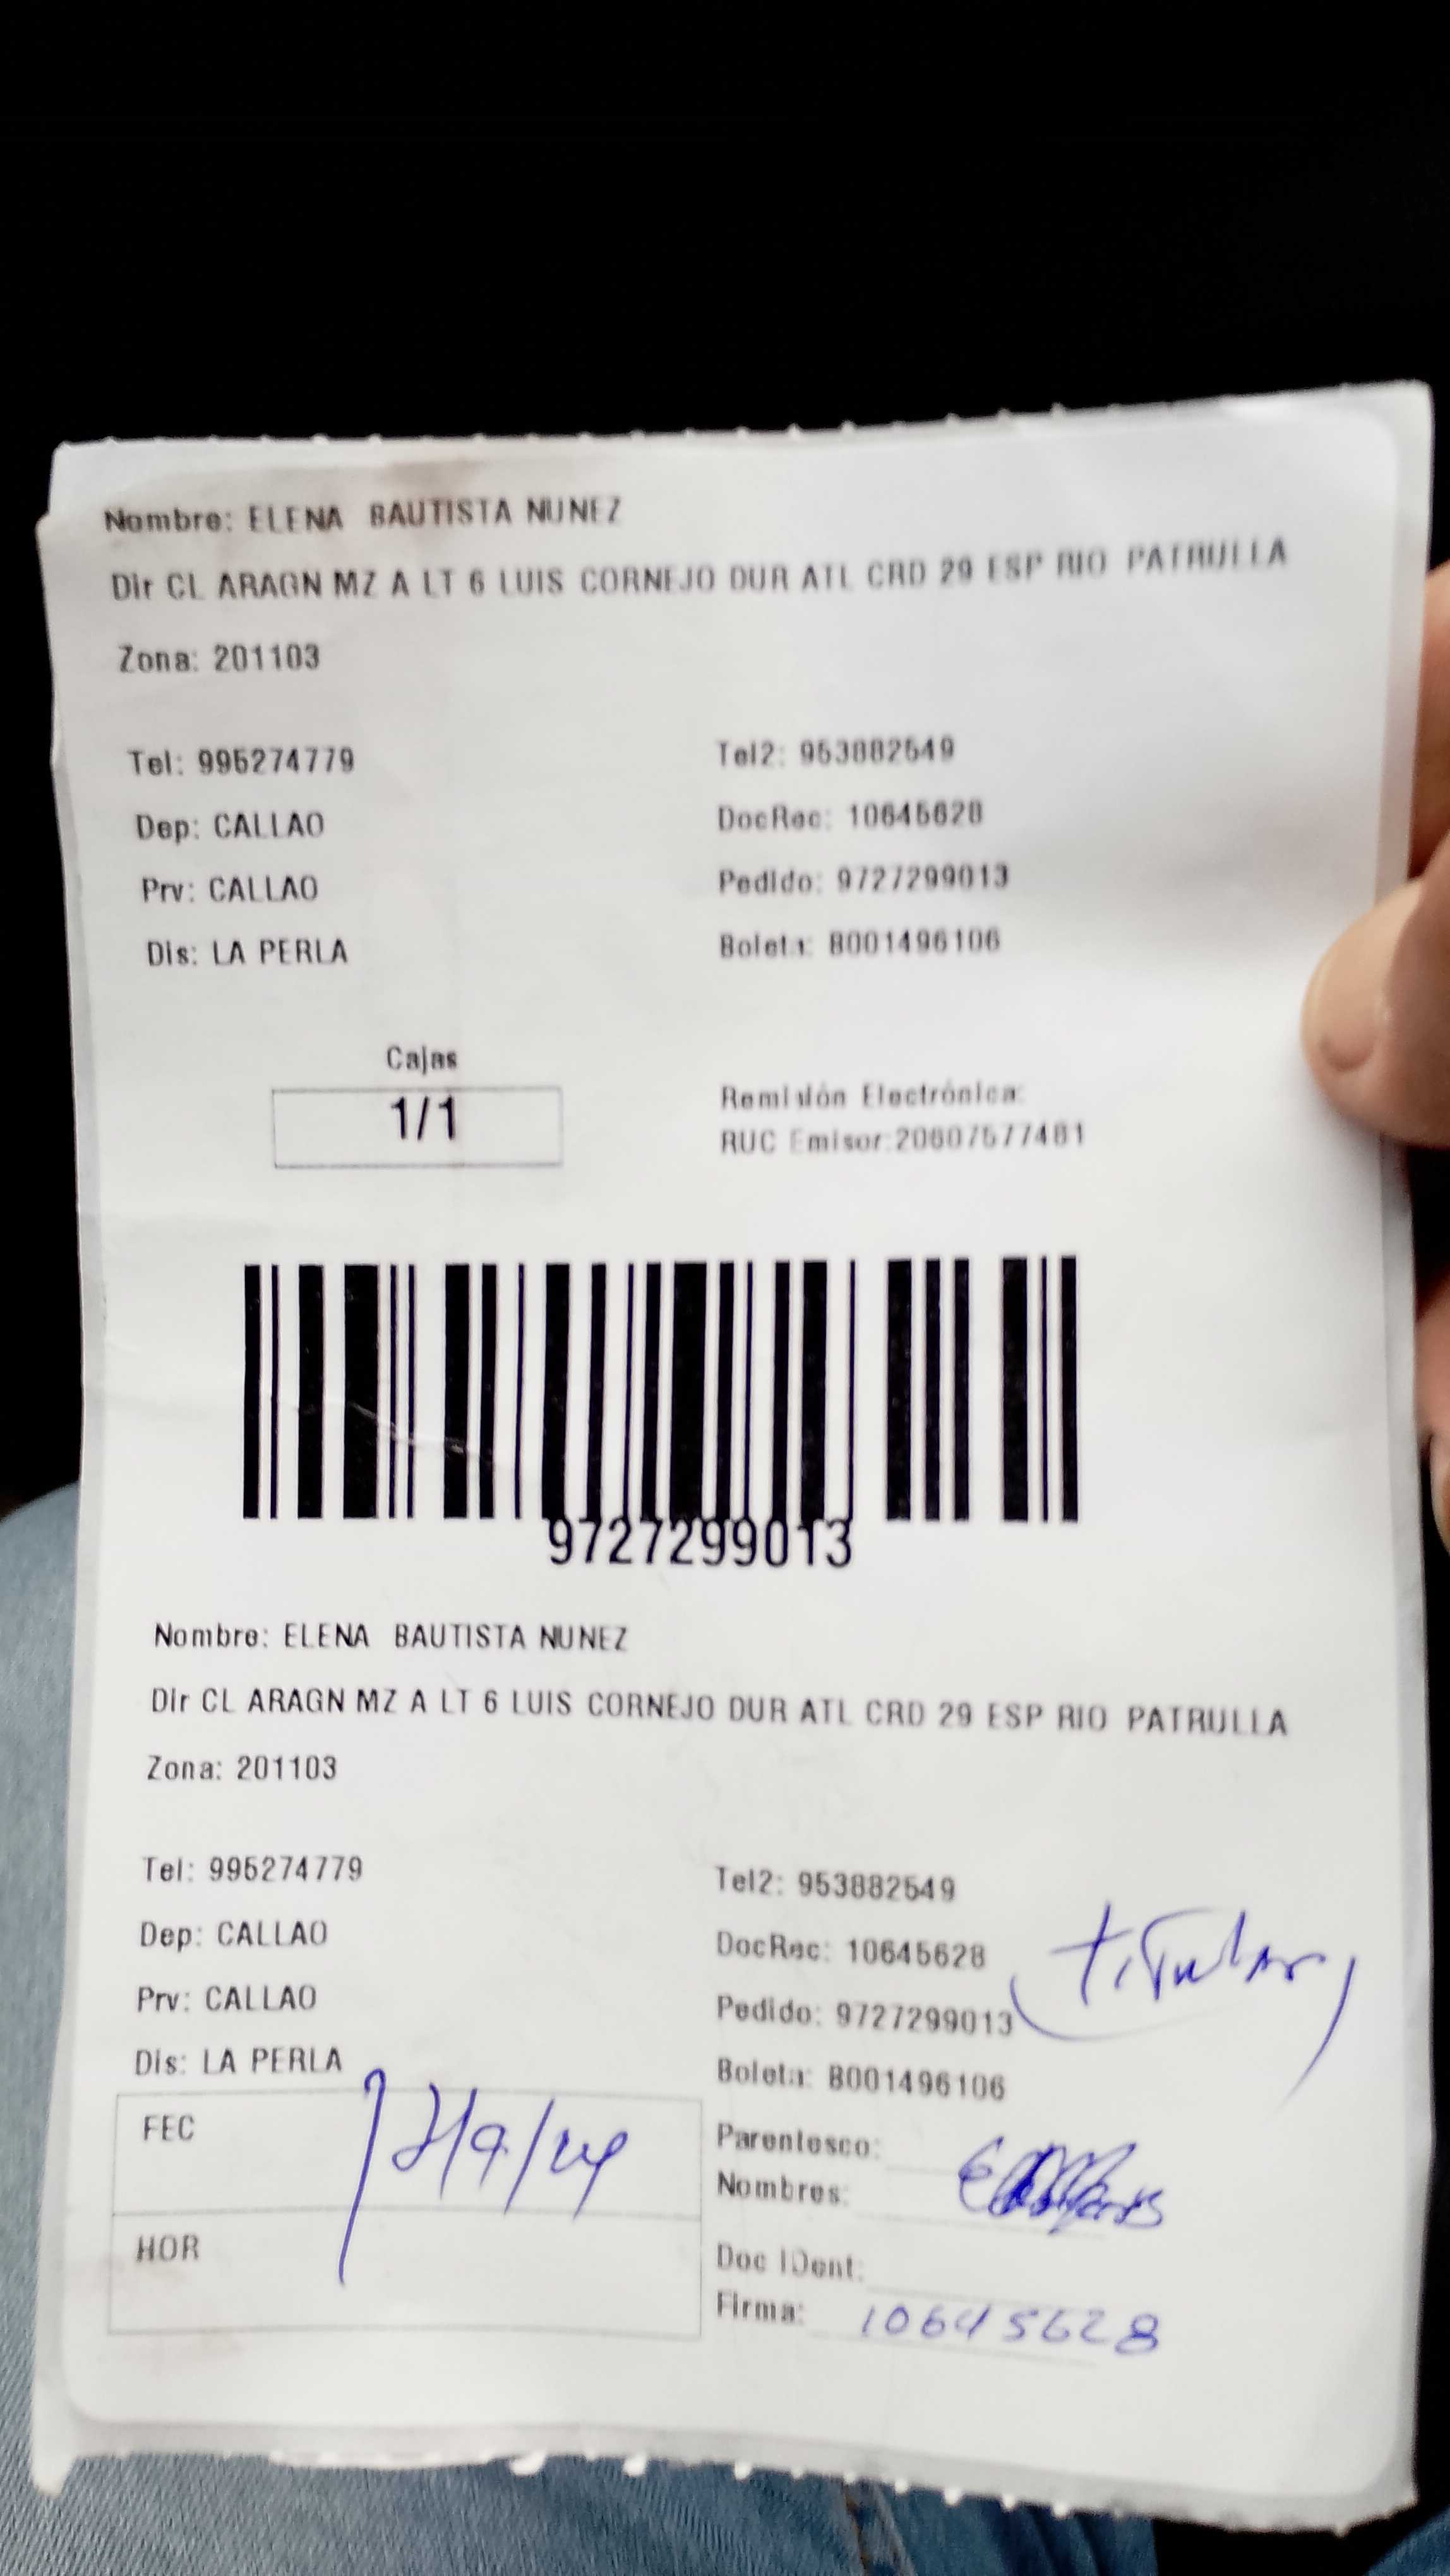 Nombre: ELENA BAUTISTA NUNEZ
Dir CL ARAGN MZ A LT 6 LUIS CORNEJO DUR ATL CRD 29 ESP RIO PATRULLA
Zona: 201103
Tel: 995274779 Tel2: 953882549
Dep: CALLAO DocRec: 10645628
Prv: CALLAO Pedido: 9727299013
Dis: LA PERLA Boleta: B001496106
Cajas
1/1
Remisión Electrónica:
RUC Emisor:20607577481
9727299013
Nombre: ELENA BAUTISTA NUNEZ
Dir CL ARAGN MZ A LT 6 LUIS CORNEJO DUR ATL CRD 29 ESP RIO PATRULLA
Zona: 201103
Tel: 995274779 Tel2: 953882549
Dep: CALLAO DocRec: 10645628 titular
Prv: CALLAO Pedido: 9727299013
Dis: LA PERLA Boleta: B001496106
FEC Parentesco:
Nombres:
HOR Doc IDent:
Firma: 10645628